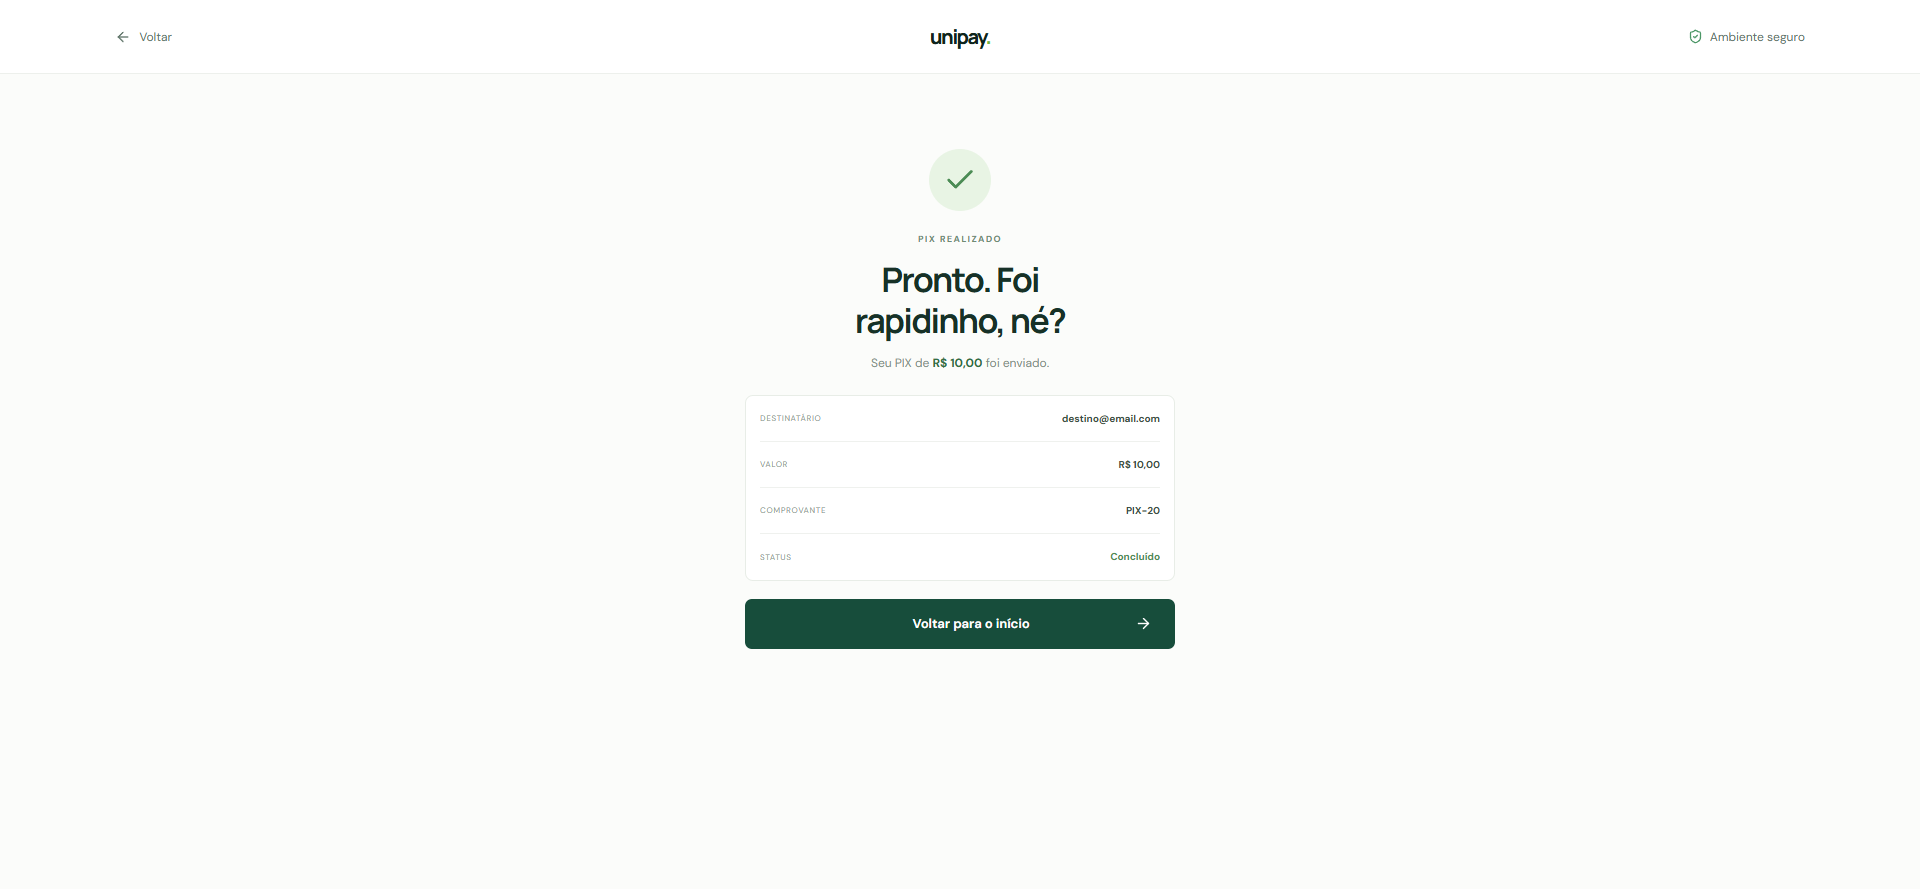 Voltar
unipay.
Ambiente seguro
PIX REALIZADO
Pronto. Foi
rapidinho, né?
Seu PIX de R$ 10,00 foi enviado.
DESTINATÁRIO
destino@email.com
VALOR
R$ 10,00
COMPROVANTE
PIX-20
STATUS
Concluído
Voltar para o início